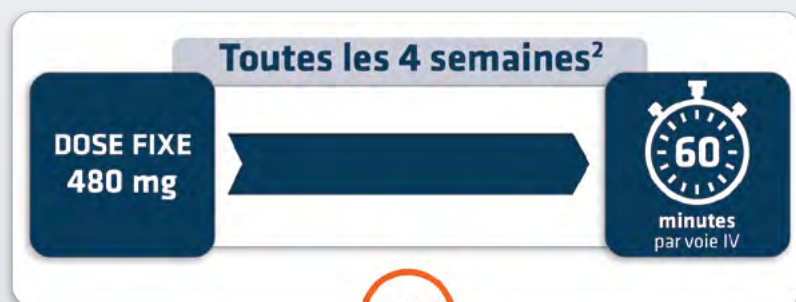 Toutes les 4 semaines²
DOSE FIXE
480 mg
60
minutes
par voie IV